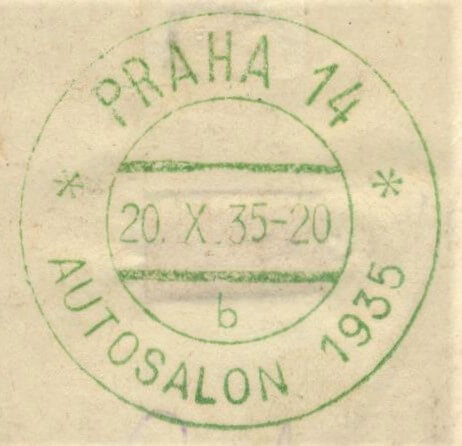 PRAHA 14
20. X. 35-20
b
* AUTOSALON 1935 *